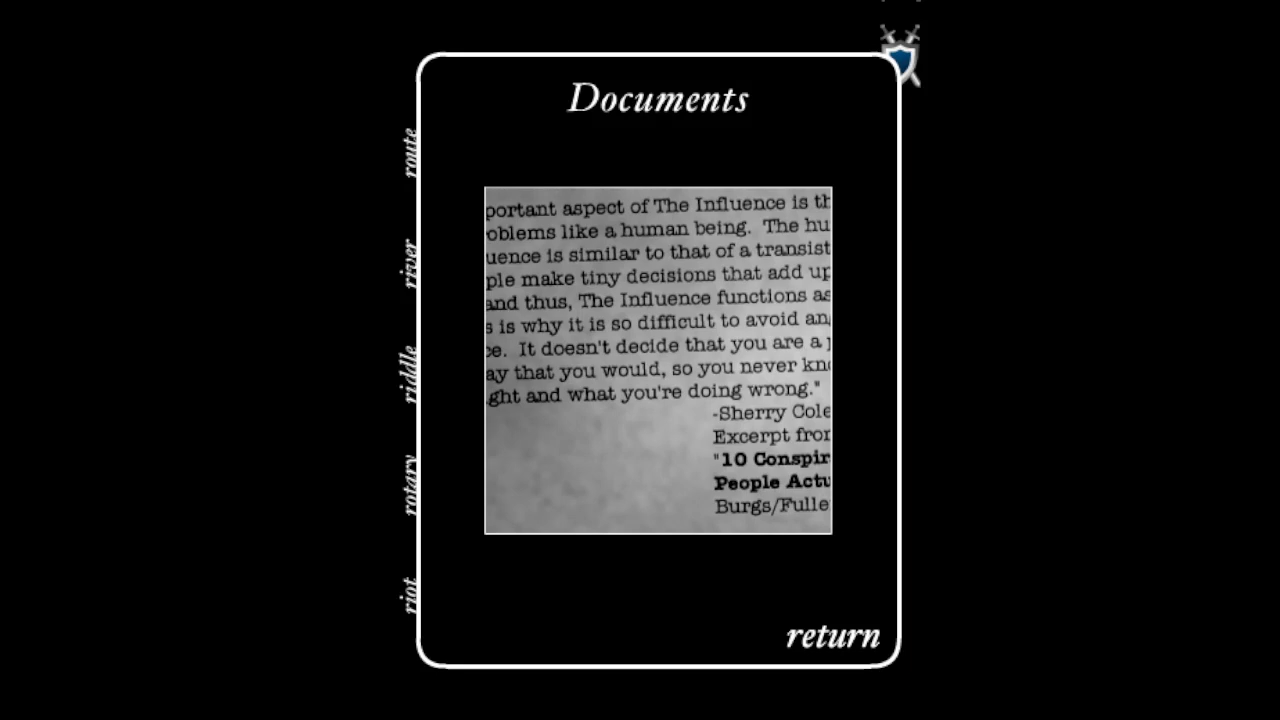 Documents
route
river
riddle
rotary
riot
portant aspect of The Influence is th
oblems like a human being. The hu
uence is similar to that of a transist
ple make tiny decisions that add up
and thus, The Influence functions as
s is why it is so difficult to avoid an
ce. It doesn't decide that you are a
ay that you would, so you never kno
ght and what you're doing wrong."
-Sherry Cole
Excerpt from
"10 Conspir
People Actu
Burgs/Fulle
return